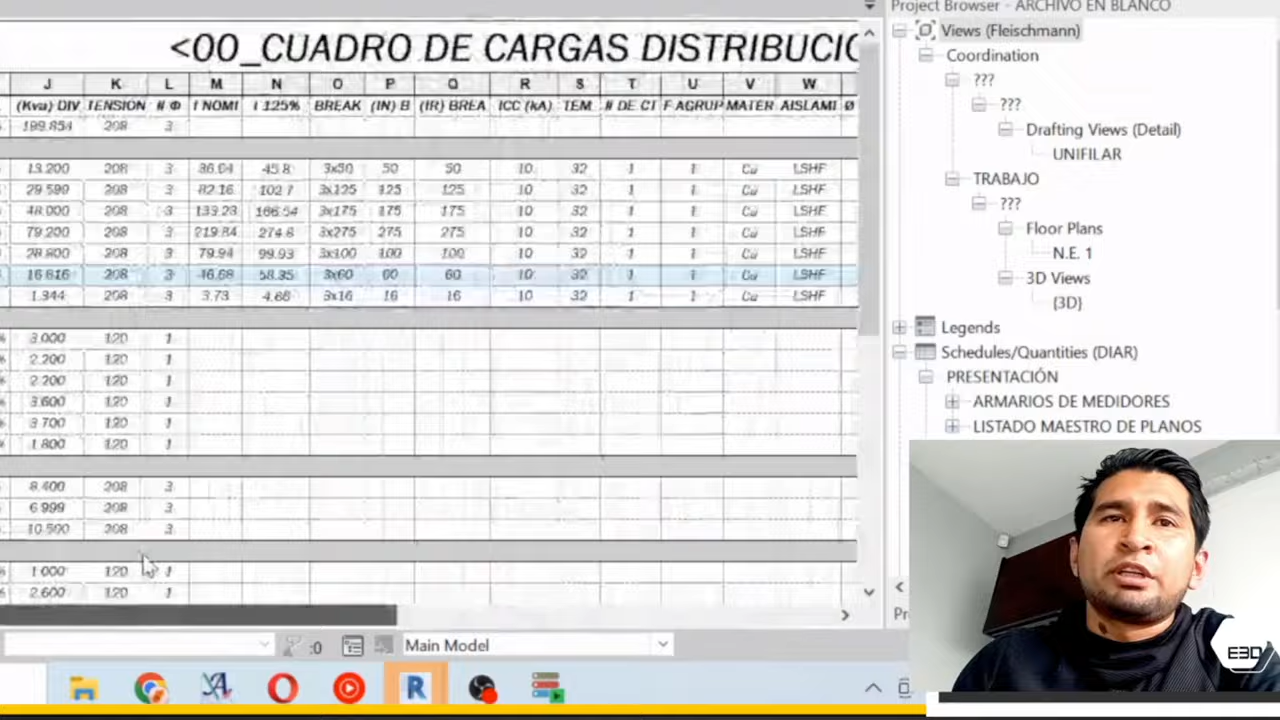 Project Browser - ARCHIVO EN BLANCO
<00_CUADRO DE CARGAS DISTRIBUCIO
J K L M N O P Q R S T U V W
(Kva) DIV TENSION # Φ I NOMI I 125% BREAK (IN) B (IR) BREA ICC (KA) TEM # DE CT F AGRUP MATER AISLAMI Ø
199.854 208 3
13.200 208 3 36.64 45.8 3x50 50 50 10 32 1 1 Cu LSHF
29.590 208 3 82.16 102.7 3x125 125 125 10 32 1 1 Cu LSHF
48.000 208 3 133.23 166.54 3x175 175 175 10 32 1 1 Cu LSHF
79.200 208 3 219.84 274.8 3x275 275 275 10 32 1 1 Cu LSHF
28.800 208 3 79.94 99.93 3x100 100 100 10 32 1 1 Cu LSHF
16.816 208 3 46.68 58.35 3x60 60 60 10 32 1 1 Cu LSHF
1.344 208 3 3.73 4.66 3x16 16 16 10 32 1 1 Cu LSHF
3.000 120 1
2.200 120 1
2.200 120 1
3.600 120 1
3.700 120 1
1.800 120 1
8.400 208 3
6.999 208 3
10.500 208 3
1.000 120 1
2.600 120 1
Views (Fleischmann)
Coordination
???
???
Drafting Views (Detail)
UNIFILAR
TRABAJO
???
Floor Plans
N.E. 1
3D Views
{3D}
Legends
Schedules/Quantities (DIAR)
PRESENTACIÓN
ARMARIOS DE MEDIDORES
LISTADO MAESTRO DE PLANOS
:0
Main Model
R
E3D